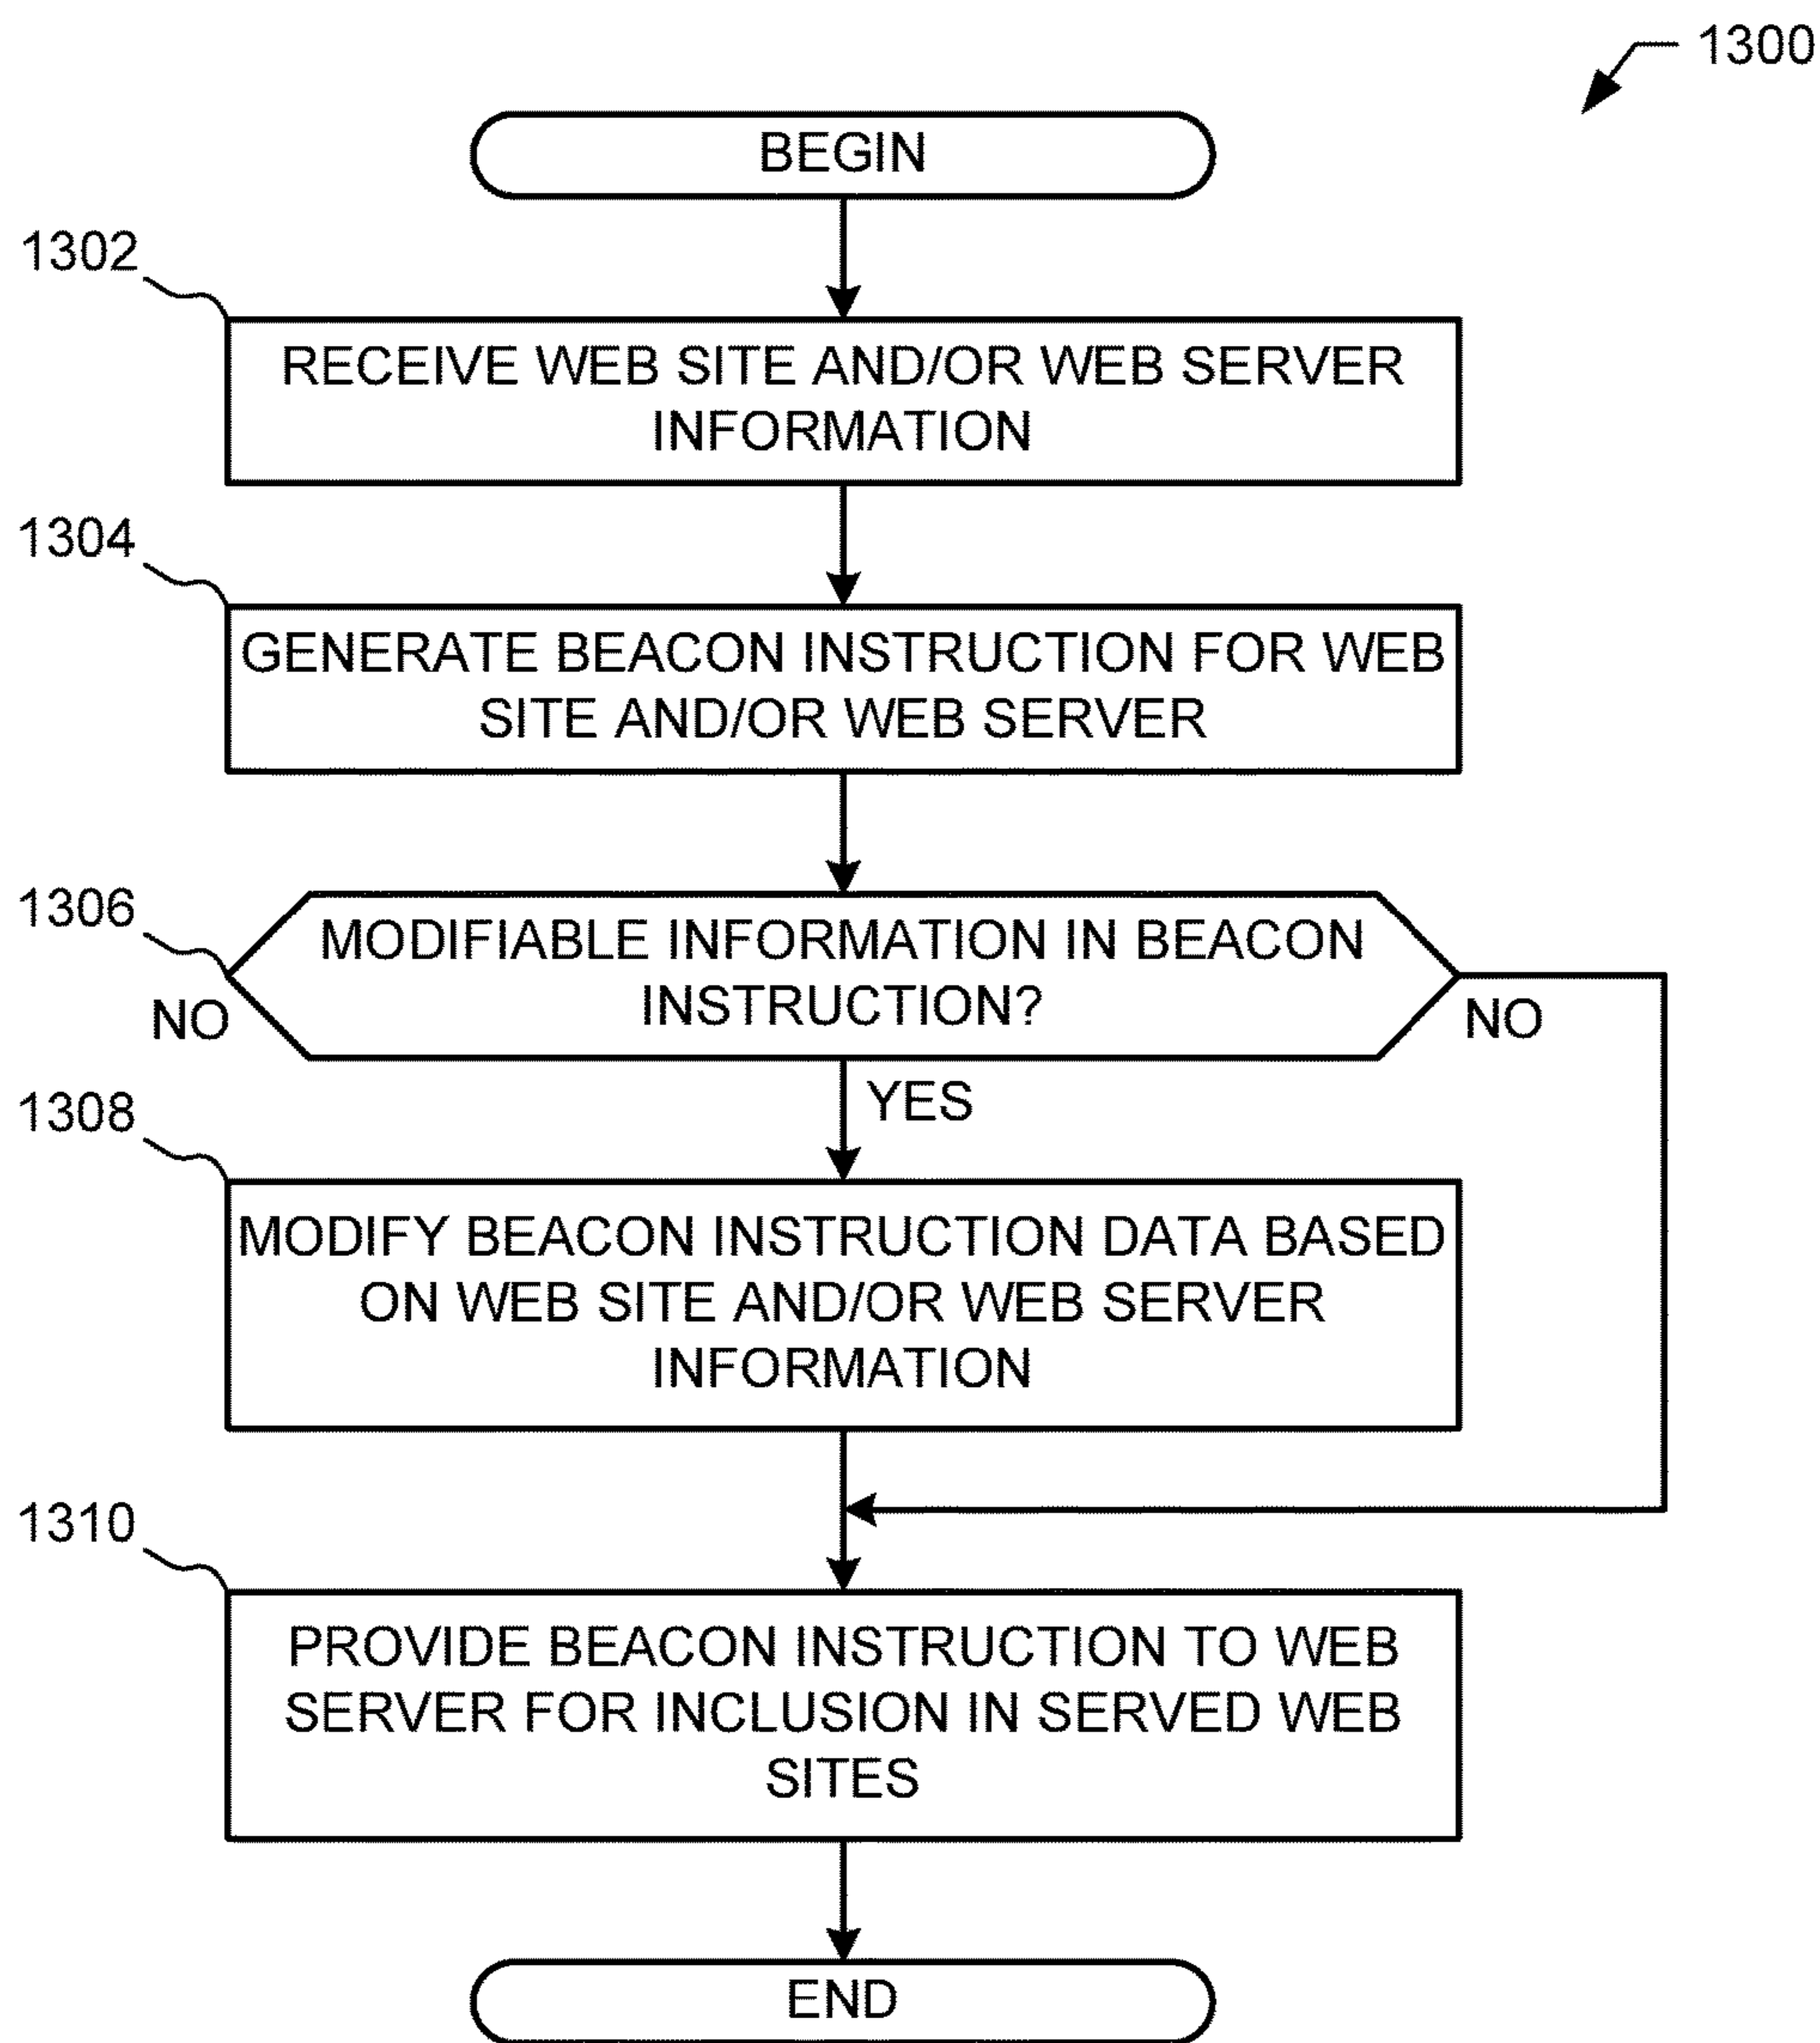 1300
BEGIN
1302
RECEIVE WEB SITE AND/OR WEB SERVER
INFORMATION
1304
GENERATE BEACON INSTRUCTION FOR WEB
SITE AND/OR WEB SERVER
1306
MODIFIABLE INFORMATION IN BEACON
INSTRUCTION?
NO
NO
YES
1308
MODIFY BEACON INSTRUCTION DATA BASED
ON WEB SITE AND/OR WEB SERVER
INFORMATION
1310
PROVIDE BEACON INSTRUCTION TO WEB
SERVER FOR INCLUSION IN SERVED WEB
SITES
END